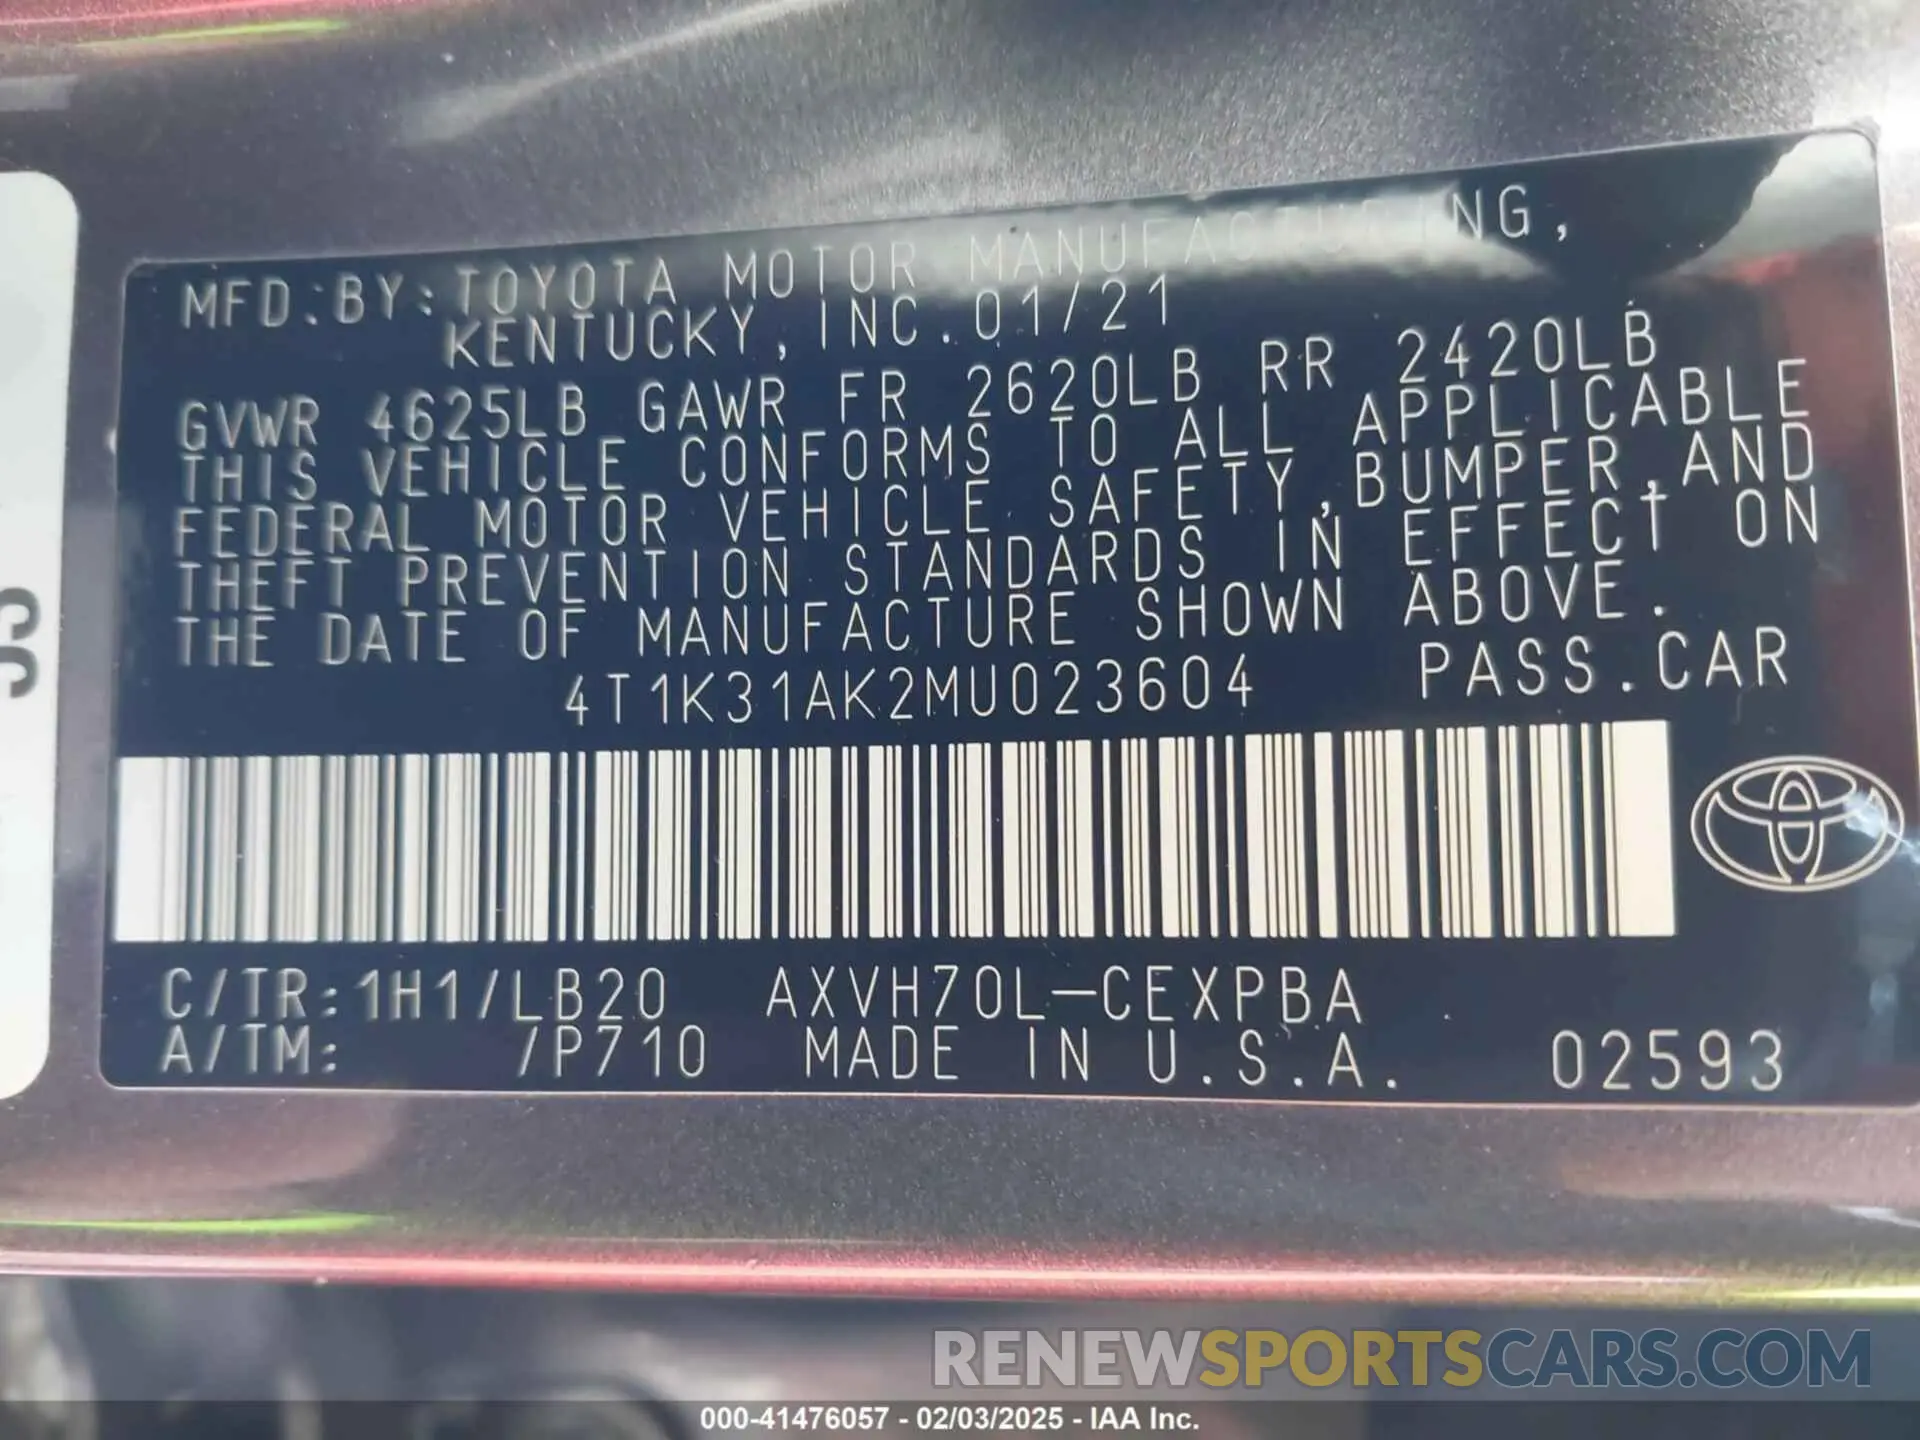 MFD.BY:TOYOTA MOTOR MANUFACTURING,
KENTUCKY, INC. 01/21
GVWR 4625LB GAWR FR 2620LB RR 2420LB
THIS VEHICLE CONFORMS TO ALL APPLICABLE
FEDERAL MOTOR VEHICLE SAFETY,BUMPER,AND
THEFT PREVENTION STANDARDS IN EFFECT ON
THE DATE OF MANUFACTURE SHOWN ABOVE.
4T1K31AK2MU023604 PASS.CAR
C/TR:1H1/LB20 AXVH70L-CEXPBA
A/TM: /P710 MADE IN U.S.A. 02593
RENEWSPORTSCARS.COM
000-41476057 - 02/03/2025 - IAA Inc.